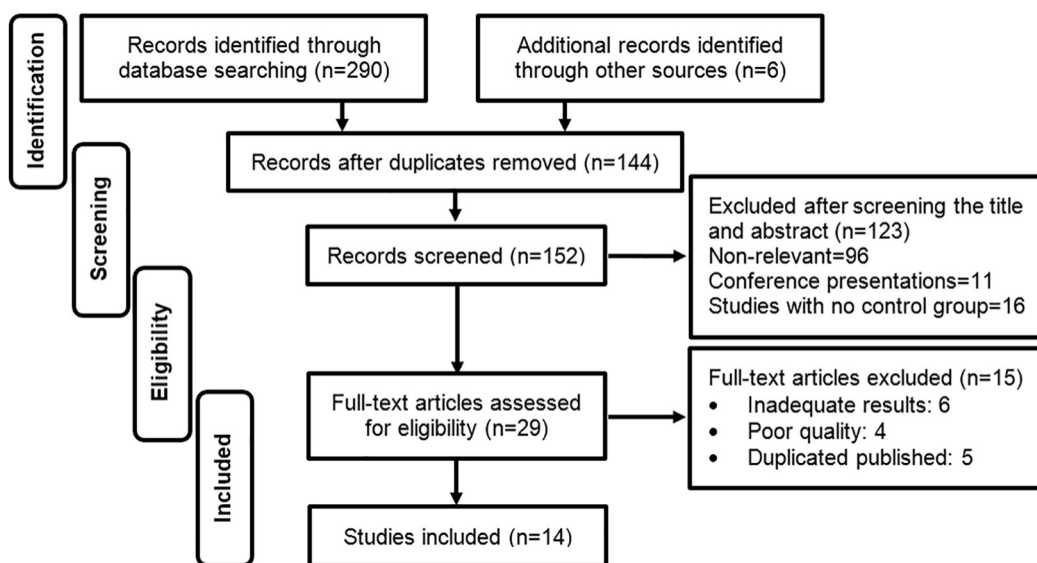 Identification
Records identified through
database searching (n=290)
Additional records identified
through other sources (n=6)
Records after duplicates removed (n=144)
Screening
Records screened (n=152)
Excluded after screening the title
and abstract (n=123)
Non-relevant=96
Conference presentations=11
Studies with no control group=16
Eligibility
Full-text articles assessed
for eligibility (n=29)
Full-text articles excluded (n=15)
• Inadequate results: 6
• Poor quality: 4
• Duplicated published: 5
Included
Studies included (n=14)